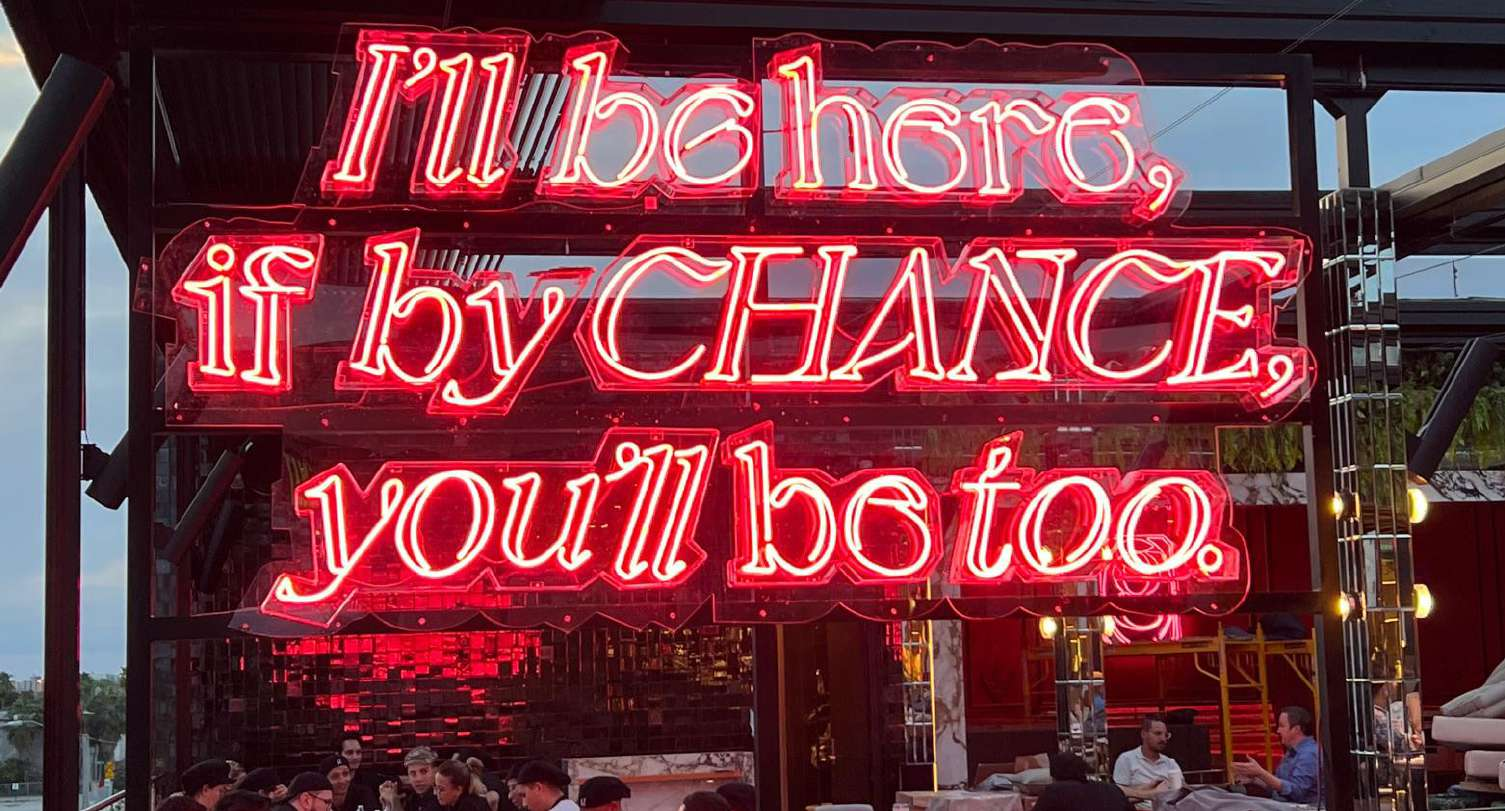 I'll be here,
if by CHANCE,
you'll be too.